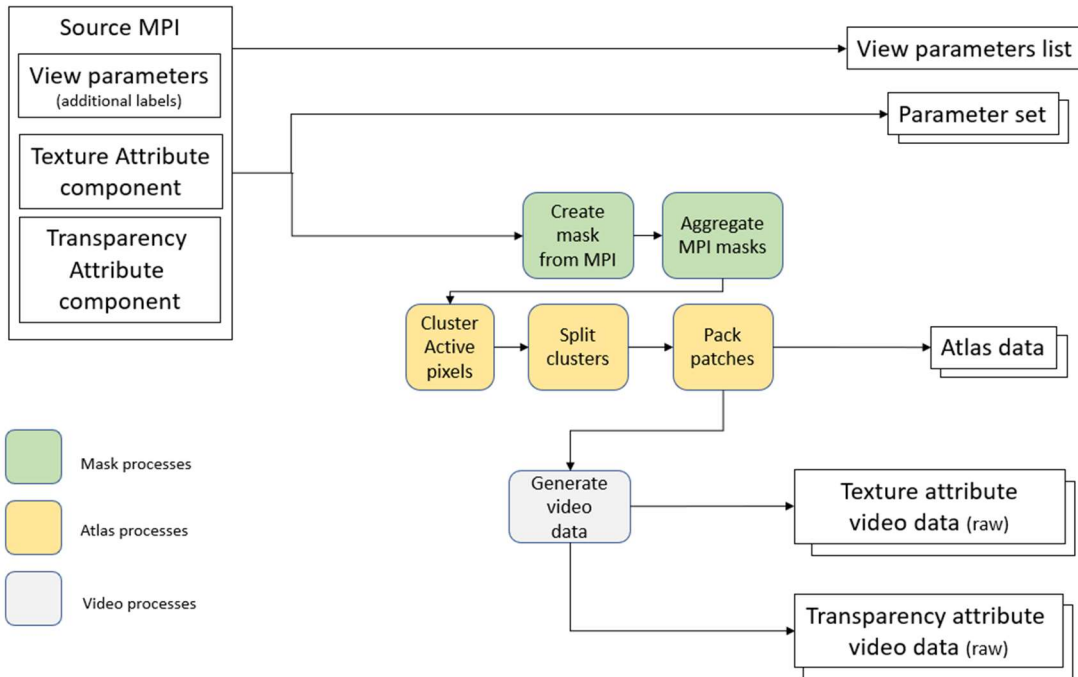 Source MPI
View parameters
(additional labels)
Texture Attribute
component
Transparency
Attribute
component
View parameters list
Parameter set
Create
mask
from MPI
Aggregate
MPI masks
Cluster
Active
pixels
Split
clusters
Pack
patches
Atlas data
Mask processes
Atlas processes
Video processes
Generate
video
data
Texture attribute
video data (raw)
Transparency attribute
video data (raw)